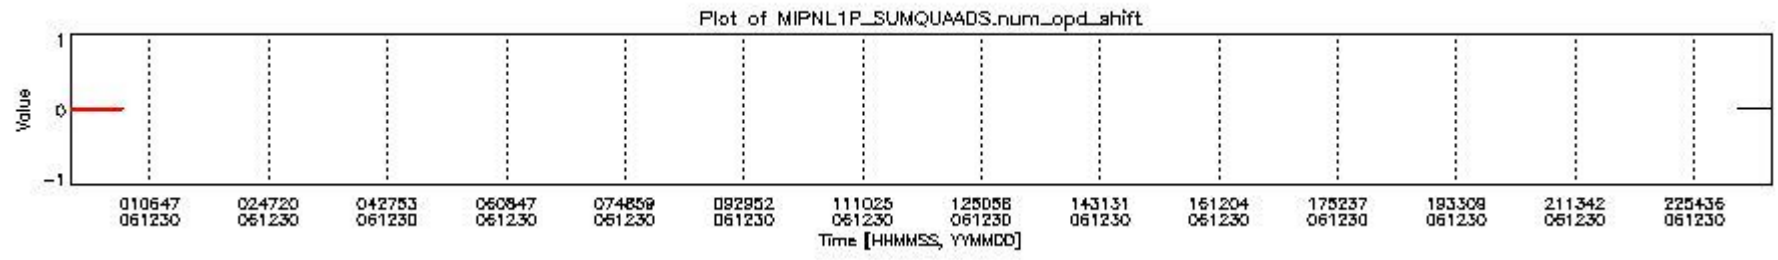 Plot of MIPNL1P_SUMQUAADS.num_opd_shift
1
Value
0
-1
010647 024720 042753 060847 074859 092952 111025 125058 143131 161204 175237 193309 211342 225436
061230 061230 061230 061230 061230 061230 061230 061230 061230 061230 061230 061230 061230 061230
Time [HHMMSS, YYMMDD]